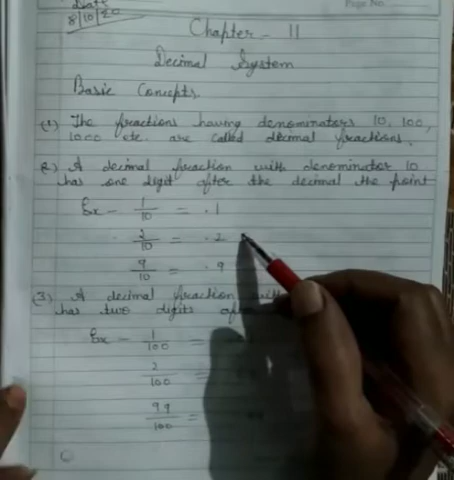 Date
8/10/20
Page No.
Chapter - 11
Decimal System
Basic Concepts
(1) The fractions having denominators 10, 100,
1000 etc. are called decimal fractions.
(2) A decimal fraction with denominator 10
has one digit after the decimal the point
Ex - 1/10 = .1
2/10 = .2
9/10 = .9
(3) A decimal fraction with
has two digits
Ex - 1/100 =
2/100
99/100 =